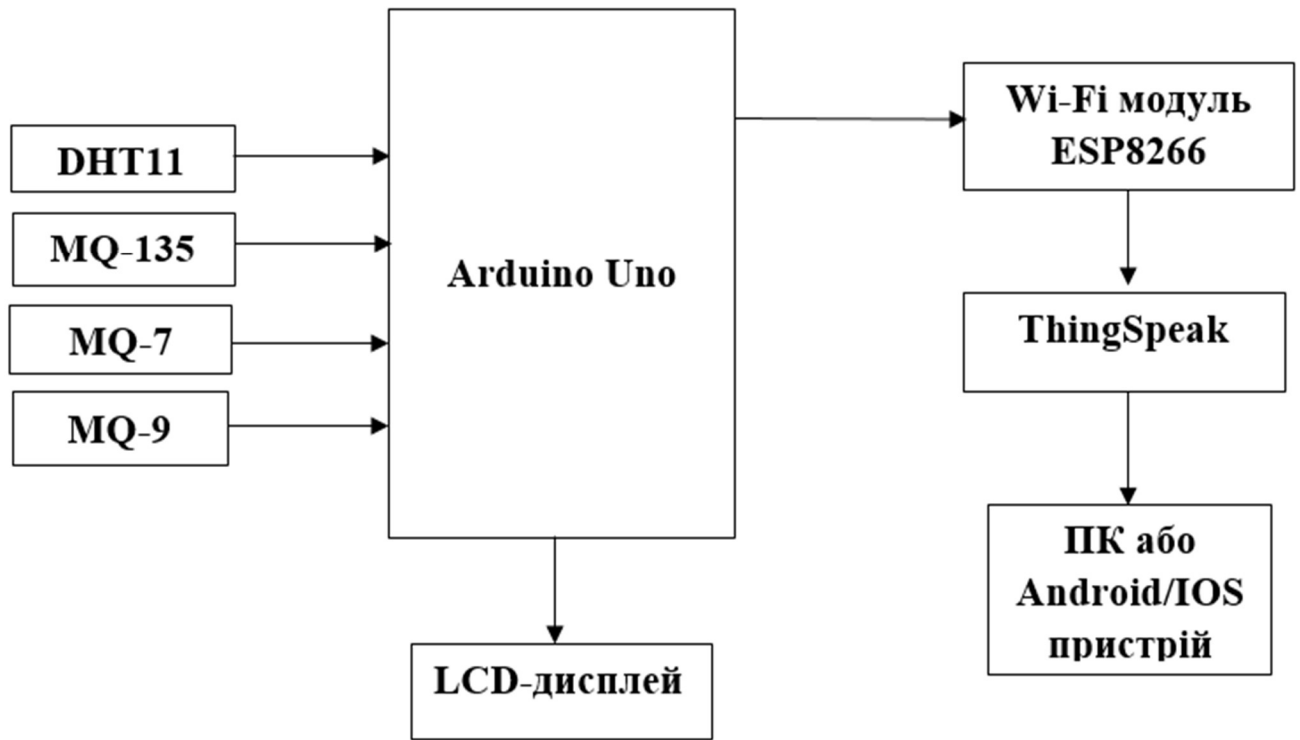 DHT11
MQ-135
MQ-7
MQ-9
Arduino Uno
LCD-дисплей
Wi-Fi модуль
ESP8266
ThingSpeak
ПК або
Android/IOS
пристрій